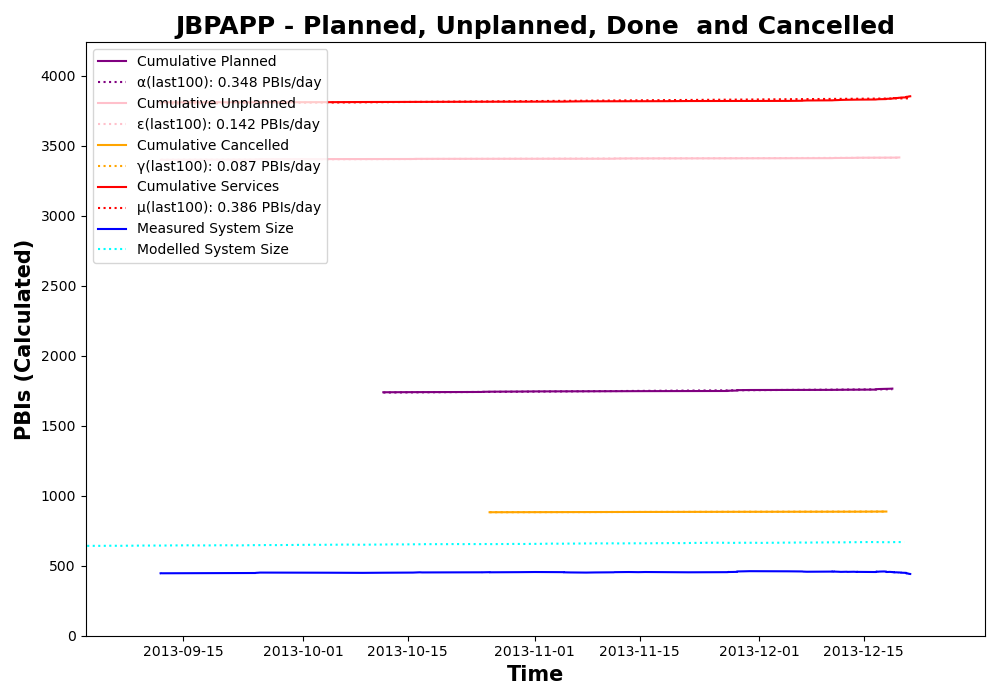 JBPAPP - Planned, Unplanned, Done  and Cancelled
PBIs (Calculated)
4000
3500
3000
2500
2000
1500
1000
500
0
Cumulative Planned
α(last100): 0.348 PBIs/day
Cumulative Unplanned
ε(last100): 0.142 PBIs/day
Cumulative Cancelled
γ(last100): 0.087 PBIs/day
Cumulative Services
μ(last100): 0.386 PBIs/day
Measured System Size
Modelled System Size
2013-09-15 2013-10-01 2013-10-15 2013-11-01 2013-11-15 2013-12-01 2013-12-15
Time